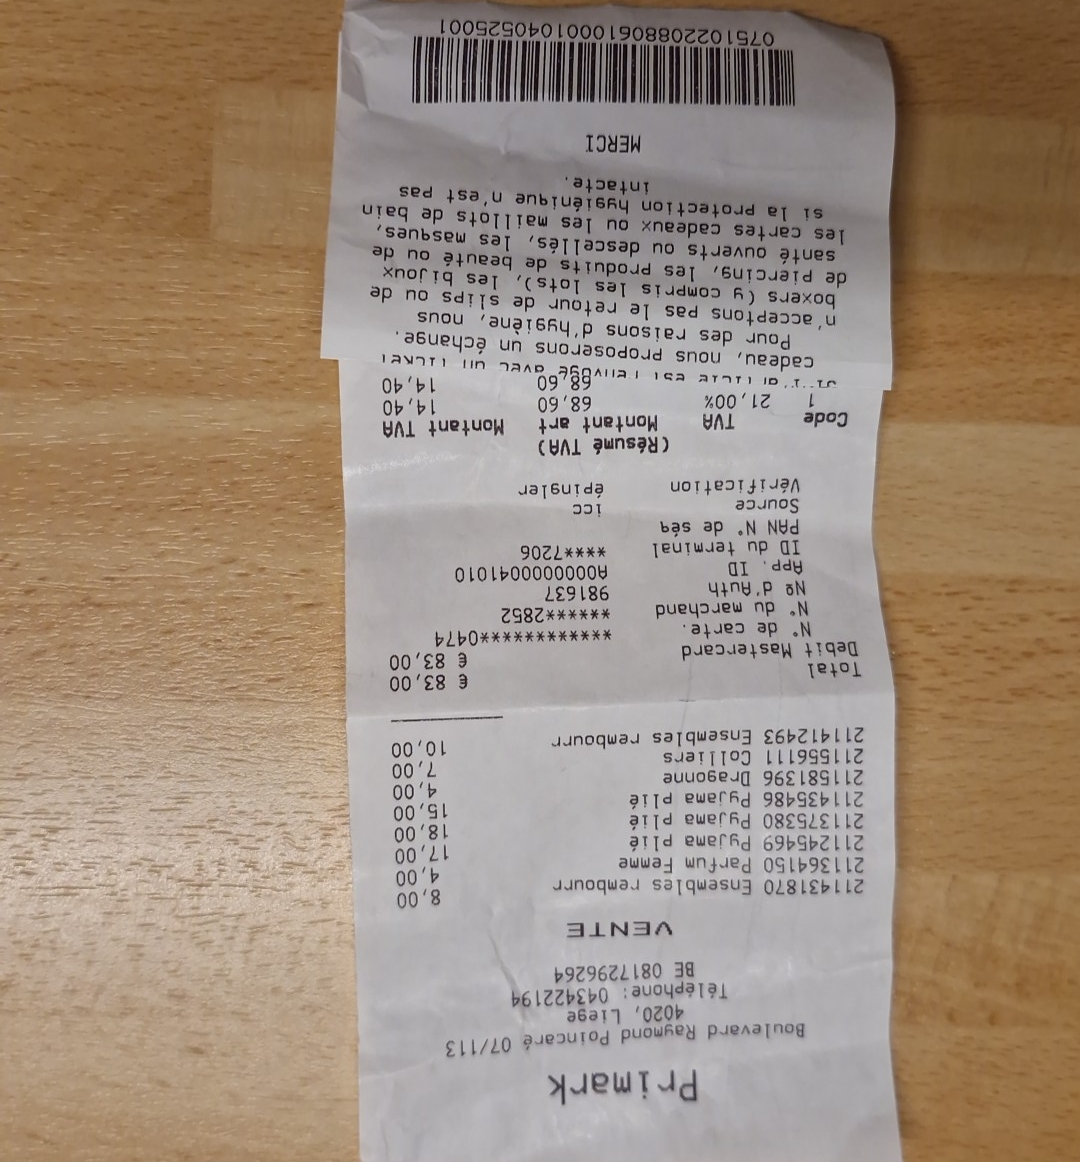 Primark
Boulevard Raymond Poincaré 07/113
4020, Liege
Téléphone: 043422194
BE 0817296264
VENTE
211431870 Ensembles rembourr 8,00
211364150 Parfum Femme 4,00
211245469 Pyjama plié 17,00
211375380 Pyjama plié 18,00
211435486 Pyjama plié 15,00
211581396 Dragonne 4,00
211556111 Colliers 7,00
211412493 Ensembles rembourr 10,00
Total € 83,00
Debit Mastercard € 83,00
N° de carte. *************0474
N° du marchand ******2852
Nº d'Auth 981637
App. ID A0000000041010
ID du terminal ****7206
PAN N° de séq
Source icc
Vérification épingler
(Résumé TVA)
Code TVA Montant art Montant TVA
1 21,00% 68,60 14,40
68,60 14,40
est renvoyé avec un ticket
cadeau, nous proposerons un échange.
Pour des raisons d'hygiène, nous
n'acceptons pas le retour de slips ou de
boxers (y compris les lots), les bijoux
de piercing, les produits de beauté ou de
santé ouverts ou descellés, les masques,
les cartes cadeaux ou les maillots de bain
si la protection hygiénique n'est pas
intacte.
MERCI
07510220880610001040525001